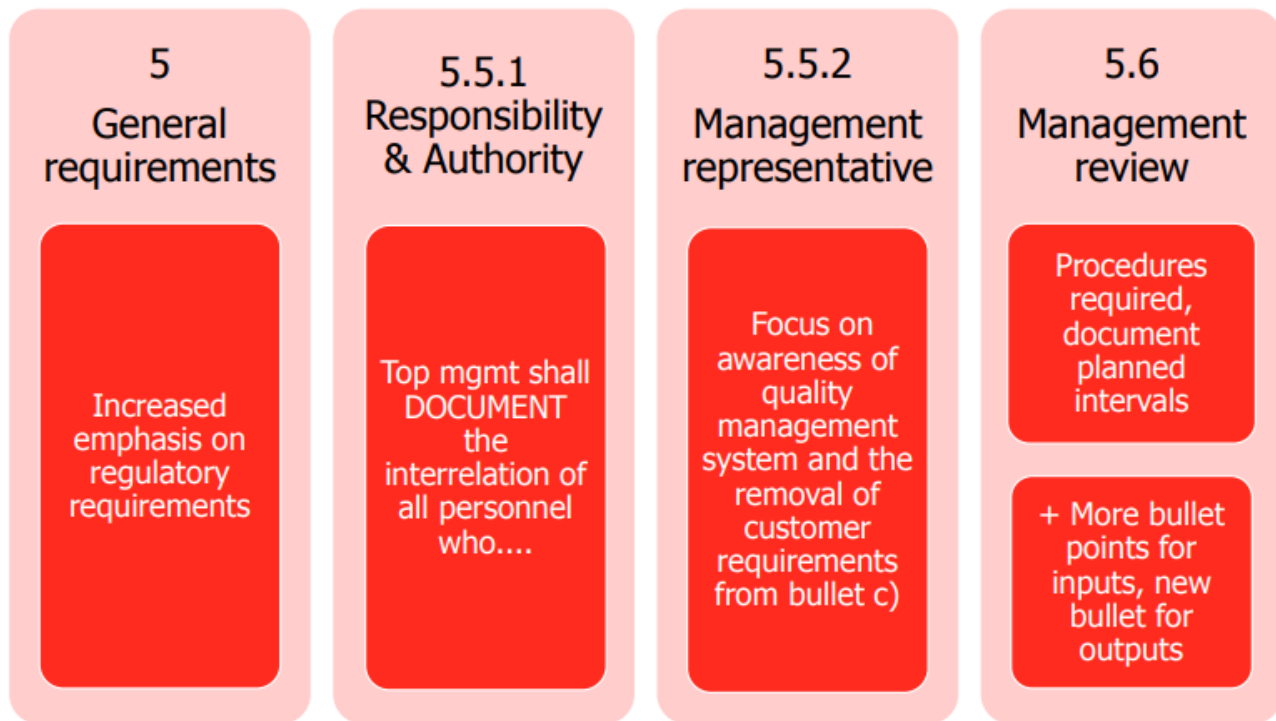 5
General
requirements
Increased
emphasis on
regulatory
requirements
5.5.1
Responsibility
& Authority
Top mgmt shall
DOCUMENT
the
interrelation of
all personnel
who....
5.5.2
Management
representative
Focus on
awareness of
quality
management
system and the
removal of
customer
requirements
from bullet c)
5.6
Management
review
Procedures
required,
document
planned
intervals
+ More bullet
points for
inputs, new
bullet for
outputs